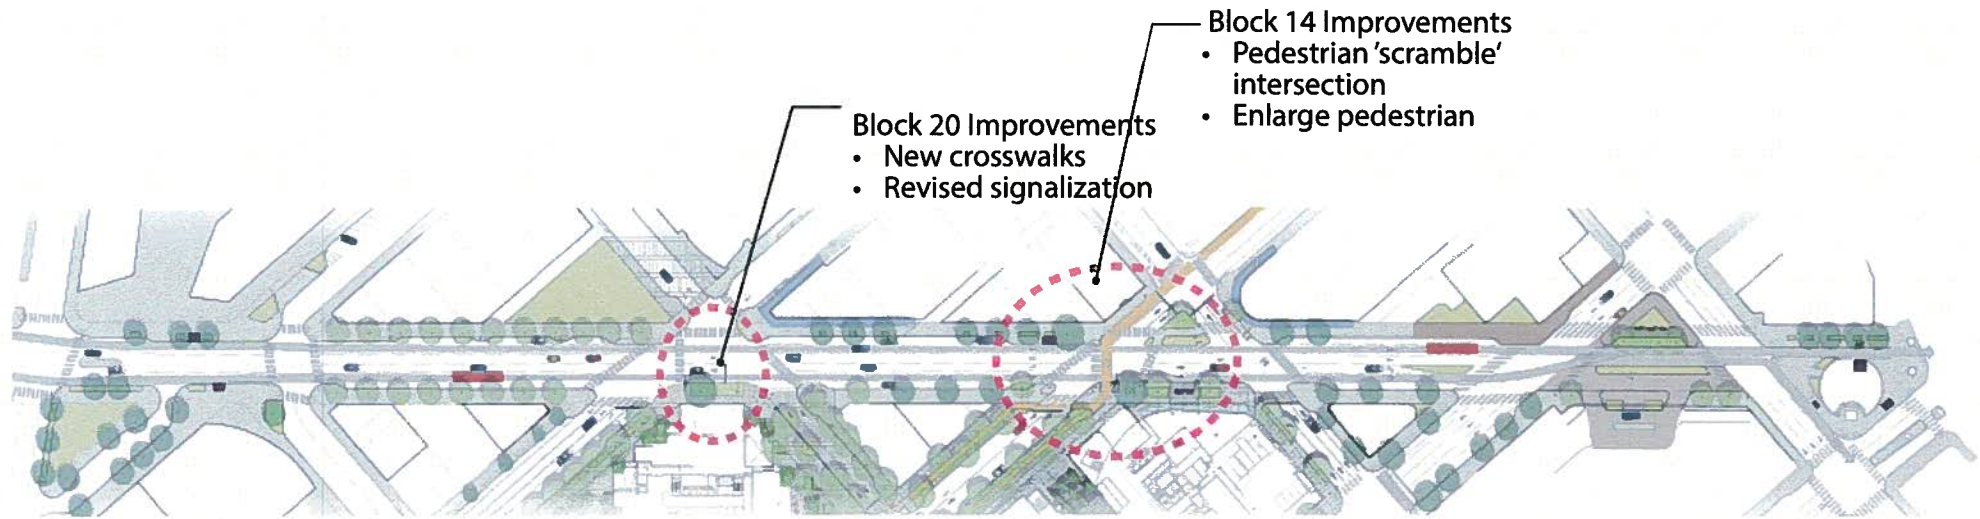 Block 14 Improvements
• Pedestrian 'scramble'
intersection
• Enlarge pedestrian
Block 20 Improvements
• New crosswalks
• Revised signalization